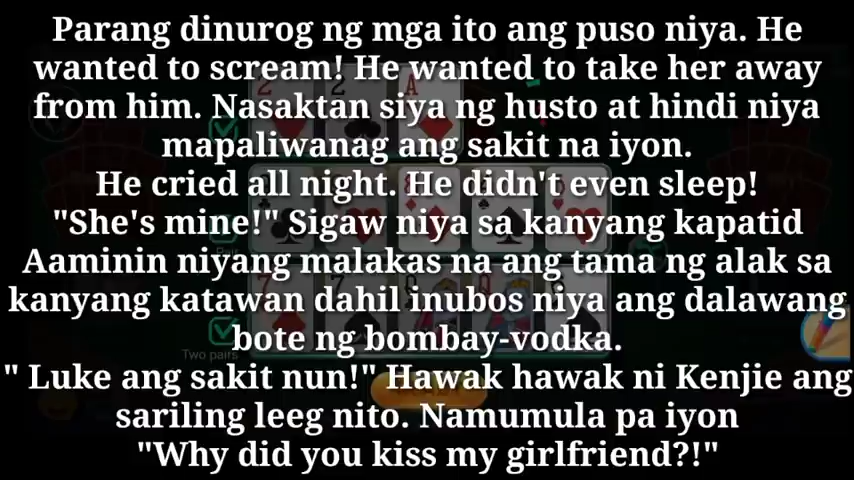 Parang dinurog ng mga ito ang puso niya. He
wanted to scream! He wanted to take her away
from him. Nasaktan siya ng husto at hindi niya
mapaliwanag ang sakit na iyon.
He cried all night. He didn't even sleep!
"She's mine!" Sigaw niya sa kanyang kapatid
Aaminin niyang malakas na ang tama ng alak sa
kanyang katawan dahil inubos niya ang dalawang
bote ng bombay-vodka.
Two pairs
" Luke ang sakit nun!" Hawak hawak ni Kenjie ang
sariling leeg nito. Namumula pa iyon
"Why did you kiss my girlfriend?!"